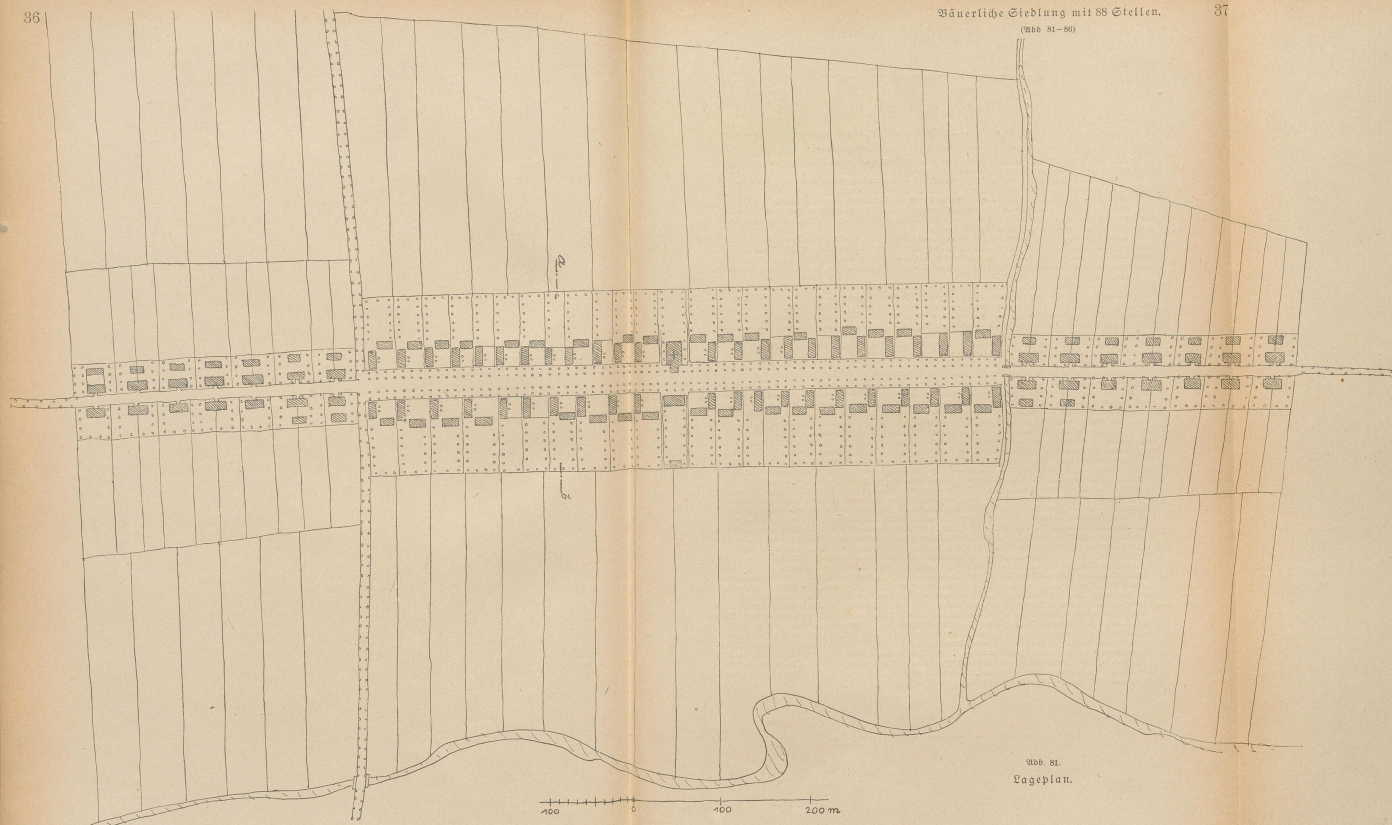 36
Bäuerliche Siedlung mit 88 Stellen.
37
(Abb 81—86)
a
a
Abb. 81.
Lageplan.
100 0 100 200 m